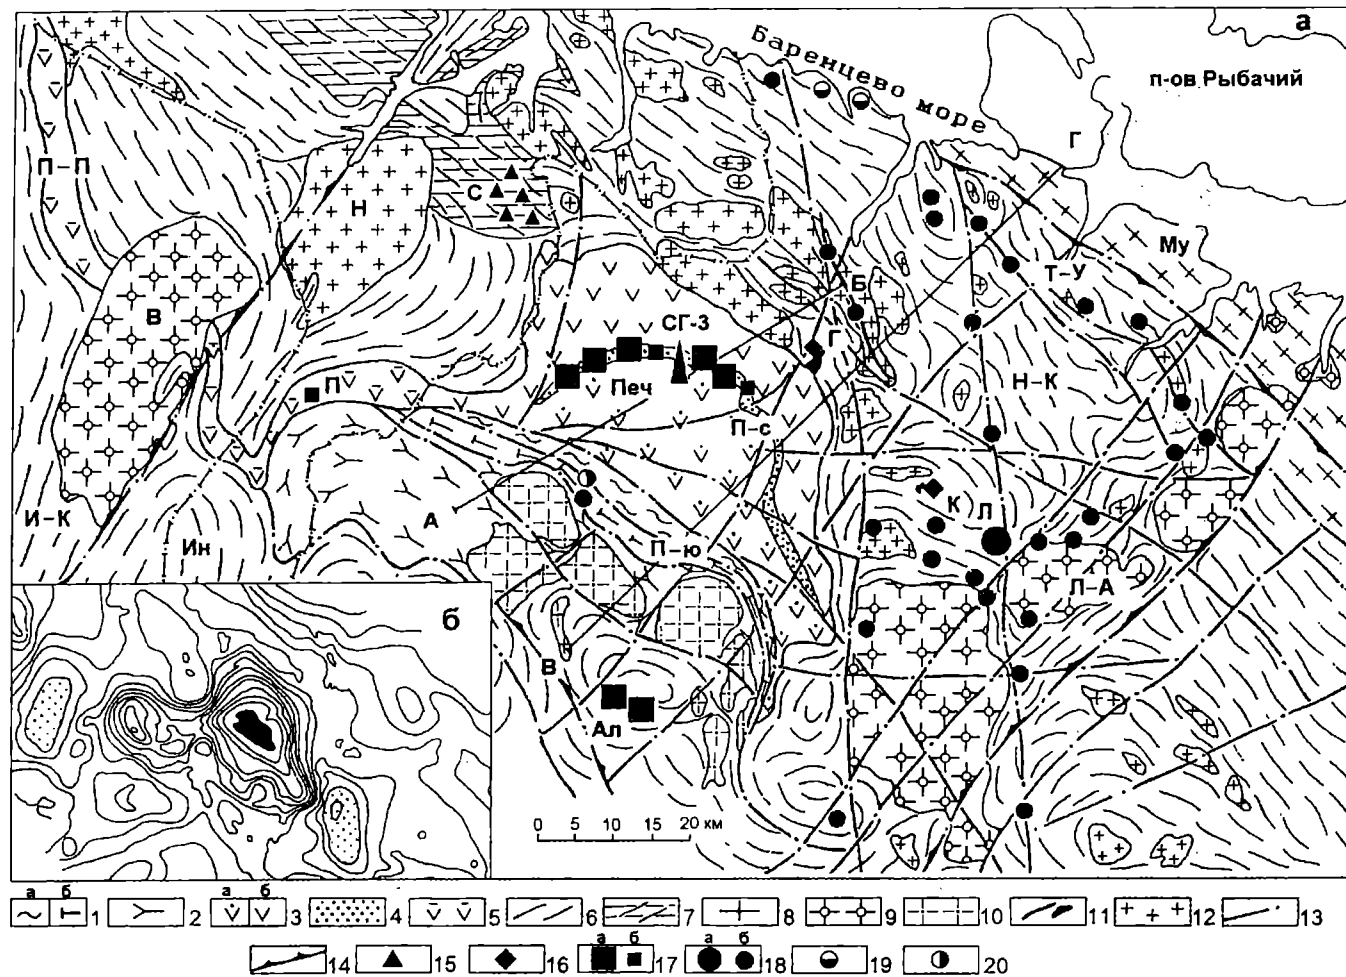 а
Баренцево море
п-ов Рыбачий
Г
П–П
Н
С
Му
Т–У
В
Б
СГ-3
Г
Печ
П
Н–К
П–с
А
К
Л
И–К
Ин
П–ю
Л–А
б
В
Ал
0 5 10 15 20 км
а б 1
2
а б 3
4
5
6
7
8
9
10
11
12
13
14
15
16
а б 17
а б 18
19
20